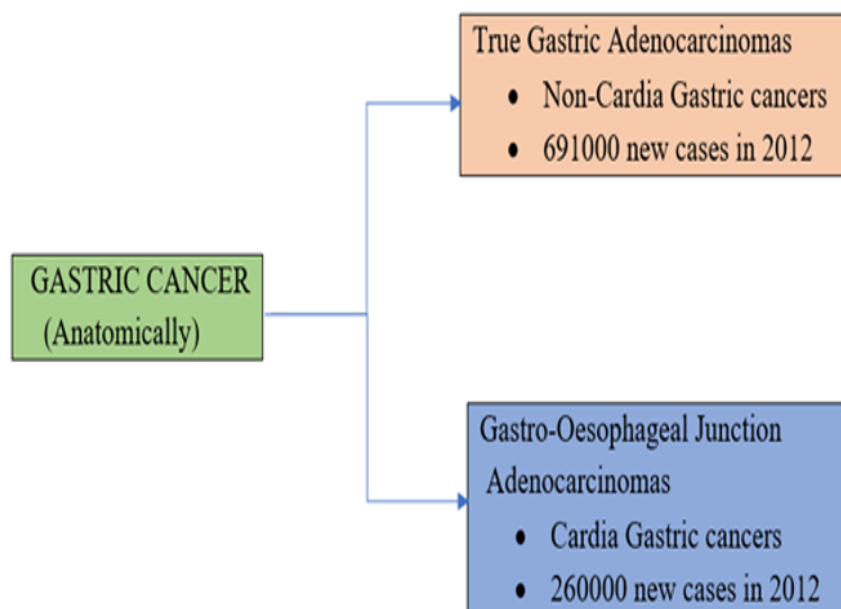 True Gastric Adenocarcinomas
• Non-Cardia Gastric cancers
• 691000 new cases in 2012
GASTRIC CANCER
(Anatomically)
Gastro-Oesophageal Junction
Adenocarcinomas
• Cardia Gastric cancers
• 260000 new cases in 2012